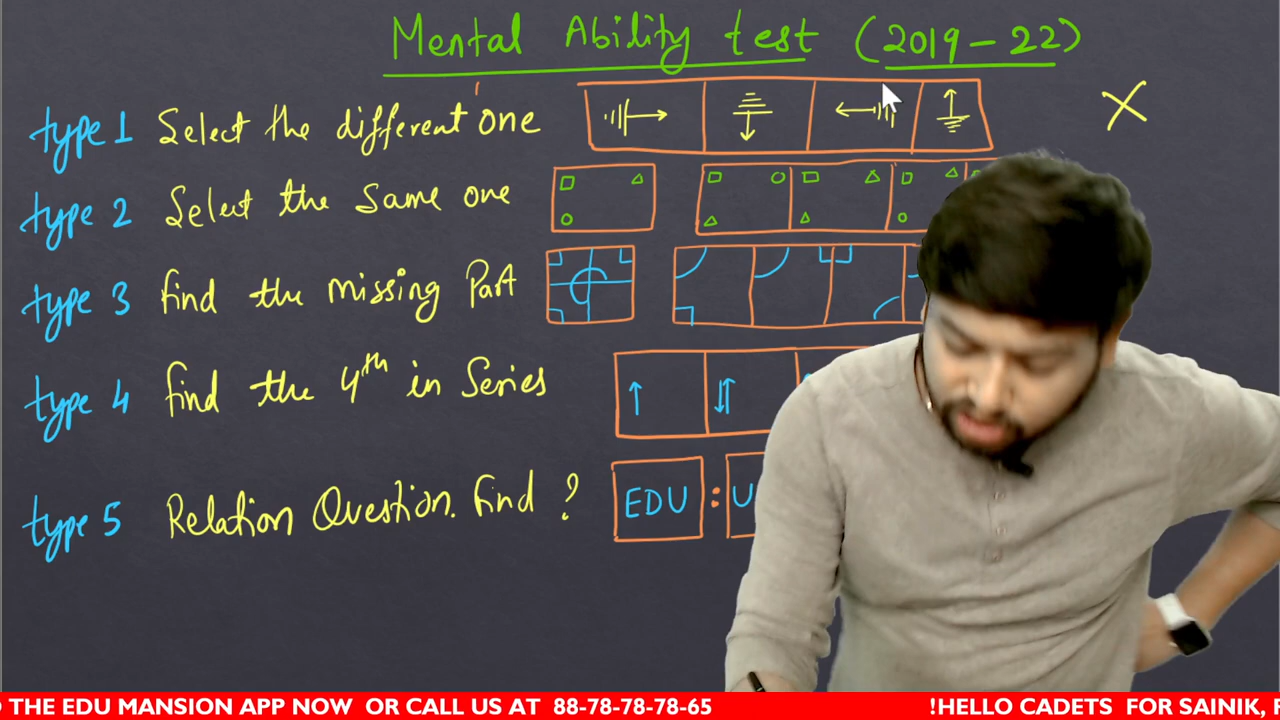 Mental Ability test (2019-22)
type 1 Select the different one
type 2 Select the Same one
type 3 find the missing Part
type 4 find the 4th in Series
type 5 Relation Question. Find ? EDU : U
THE EDU MANSION APP NOW OR CALL US AT 88-78-78-78-65 !HELLO CADETS FOR SAINIK,